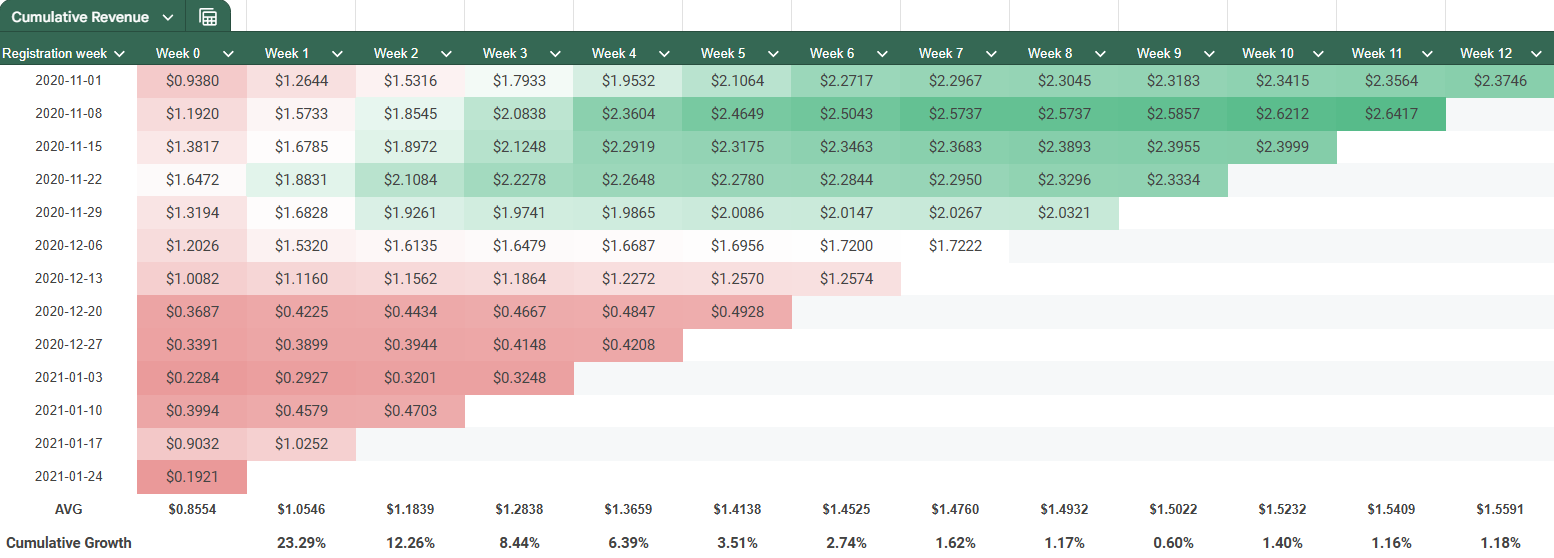 Cumulative Revenue
Registration week Week 0 Week 1 Week 2 Week 3 Week 4 Week 5 Week 6 Week 7 Week 8 Week 9 Week 10 Week 11 Week 12
2020-11-01 $0.9380 $1.2644 $1.5316 $1.7933 $1.9532 $2.1064 $2.2717 $2.2967 $2.3045 $2.3183 $2.3415 $2.3564 $2.3746
2020-11-08 $1.1920 $1.5733 $1.8545 $2.0838 $2.3604 $2.4649 $2.5043 $2.5737 $2.5737 $2.5857 $2.6212 $2.6417
2020-11-15 $1.3817 $1.6785 $1.8972 $2.1248 $2.2919 $2.3175 $2.3463 $2.3683 $2.3893 $2.3955 $2.3999
2020-11-22 $1.6472 $1.8831 $2.1084 $2.2278 $2.2648 $2.2780 $2.2844 $2.2950 $2.3296 $2.3334
2020-11-29 $1.3194 $1.6828 $1.9261 $1.9741 $1.9865 $2.0086 $2.0147 $2.0267 $2.0321
2020-12-06 $1.2026 $1.5320 $1.6135 $1.6479 $1.6687 $1.6956 $1.7200 $1.7222
2020-12-13 $1.0082 $1.1160 $1.1562 $1.1864 $1.2272 $1.2570 $1.2574
2020-12-20 $0.3687 $0.4225 $0.4434 $0.4667 $0.4847 $0.4928
2020-12-27 $0.3391 $0.3899 $0.3944 $0.4148 $0.4208
2021-01-03 $0.2284 $0.2927 $0.3201 $0.3248
2021-01-10 $0.3994 $0.4579 $0.4703
2021-01-17 $0.9032 $1.0252
2021-01-24 $0.1921
AVG $0.8554 $1.0546 $1.1839 $1.2838 $1.3659 $1.4138 $1.4525 $1.4760 $1.4932 $1.5022 $1.5232 $1.5409 $1.5591
Cumulative Growth 23.29% 12.26% 8.44% 6.39% 3.51% 2.74% 1.62% 1.17% 0.60% 1.40% 1.16% 1.18%